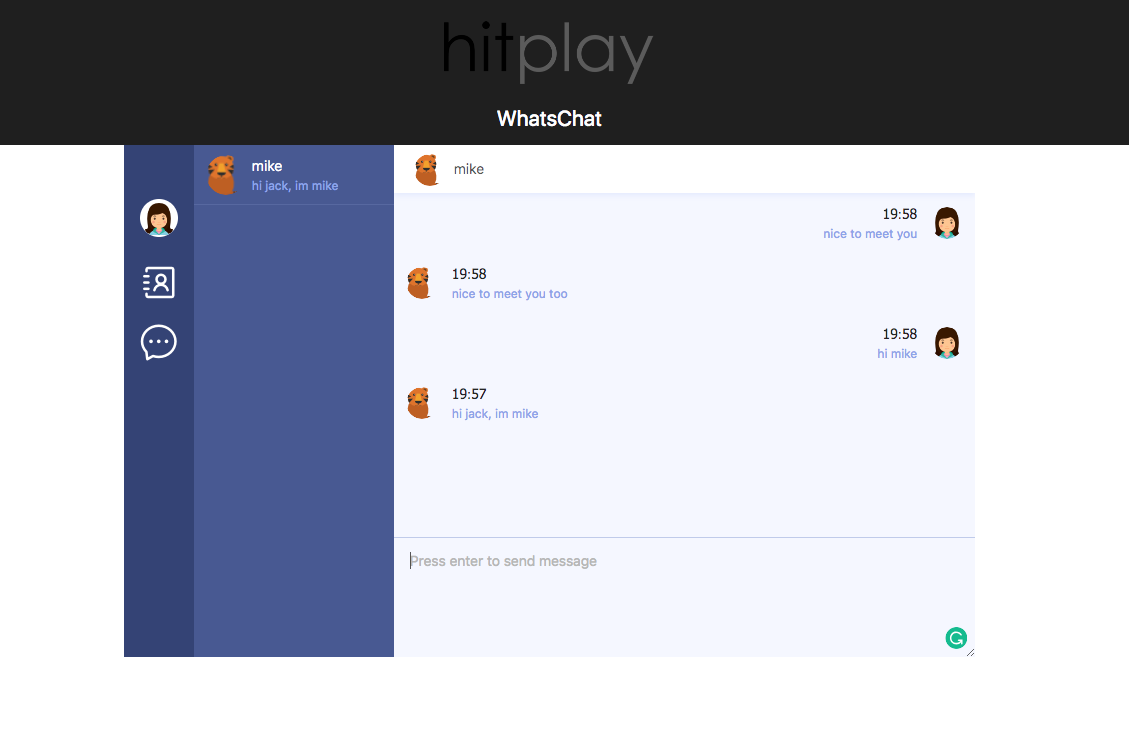 hitplay
WhatsChat
mike
hi jack, im mike
mike
19:58
nice to meet you
19:58
nice to meet you too
19:58
hi mike
19:57
hi jack, im mike
Press enter to send message